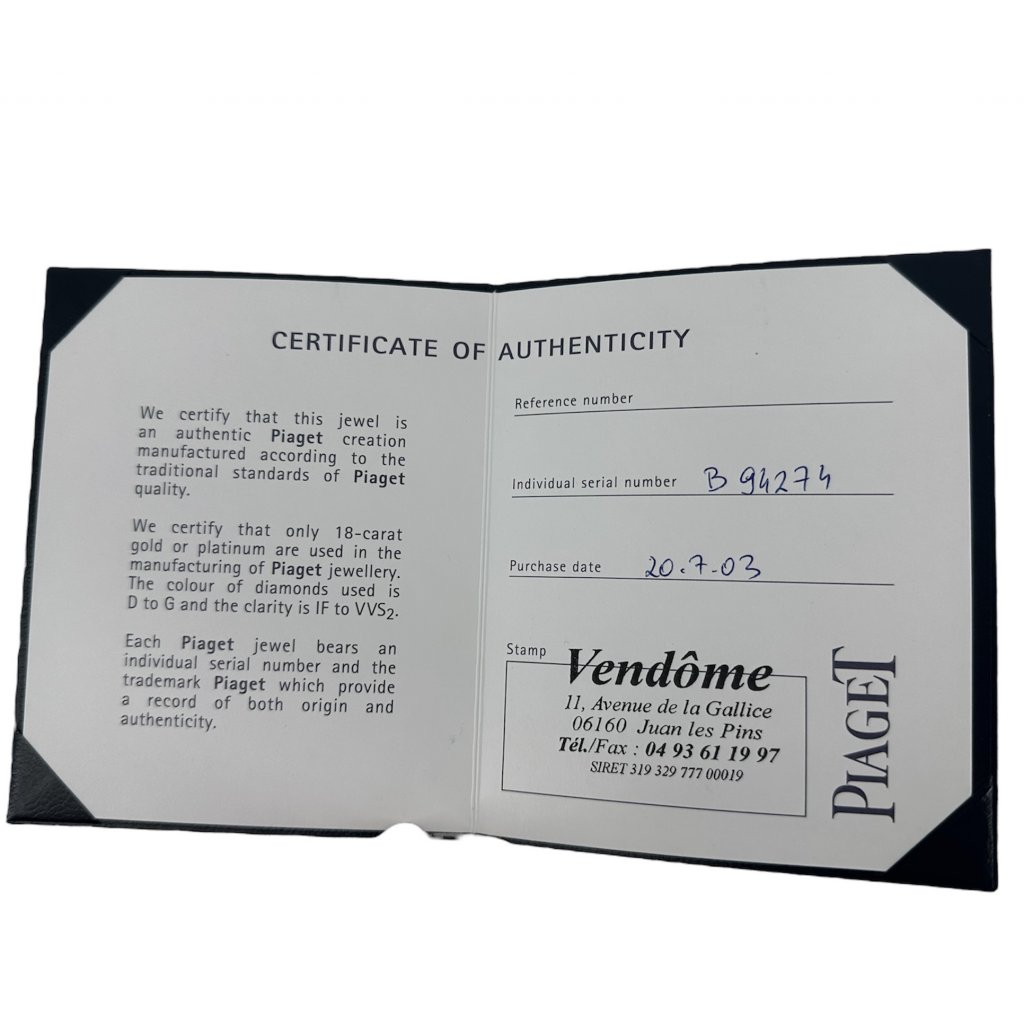 CERTIFICATE OF AUTHENTICITY
We certify that this jewel is
an authentic Piaget creation
manufactured according to the
traditional standards of Piaget
quality.
We certify that only 18-carat
gold or platinum are used in the
manufacturing of Piaget jewellery.
The colour of diamonds used is
D to G and the clarity is IF to VVS2.
Each Piaget jewel bears an
individual serial number and the
trademark Piaget which provide
a record of both origin and
authenticity.
Reference number
Individual serial number B 94274
Purchase date 20.7.03
Stamp
Vendôme
11, Avenue de la Gallice
06160 Juan les Pins
Tél./Fax : 04 93 61 19 97
SIRET 319 329 777 00019
PIAGET